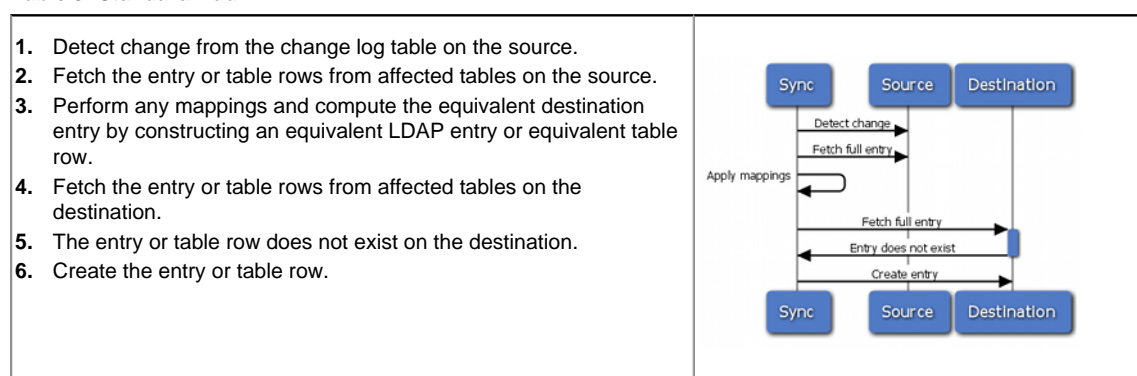 1. Detect change from the change log table on the source.
2. Fetch the entry or table rows from affected tables on the source.
3. Perform any mappings and compute the equivalent destination
entry by constructing an equivalent LDAP entry or equivalent table
row.
4. Fetch the entry or table rows from affected tables on the
destination.
5. The entry or table row does not exist on the destination.
6. Create the entry or table row.
Sync Source Destination
Detect change
Fetch full entry
Apply mappings
Fetch full entry
Entry does not exist
Create entry
Sync Source Destination